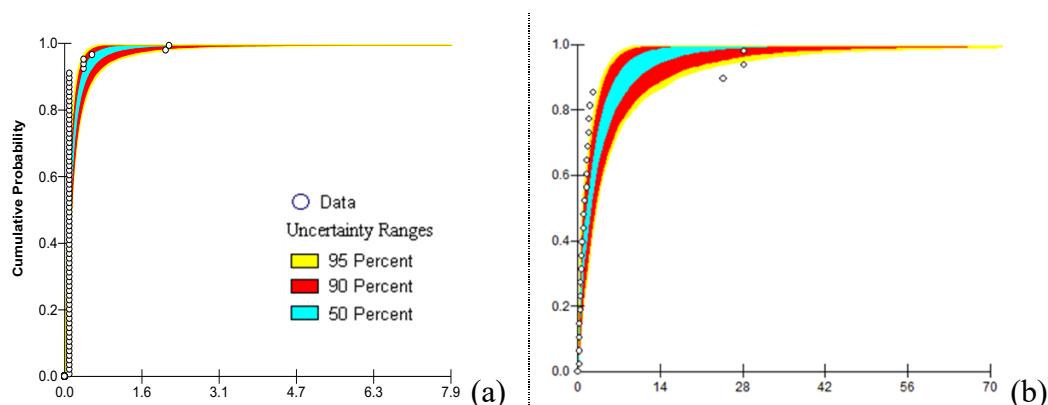 Cumulative Probability
1.0
0.8
0.6
0.4
0.2
0.0
0.0 1.6 3.1 4.7 6.3 7.9
Data
Uncertainty Ranges
95 Percent
90 Percent
50 Percent
(a)
1.0
0.8
0.6
0.4
0.2
0.0
0 14 28 42 56 70
(b)